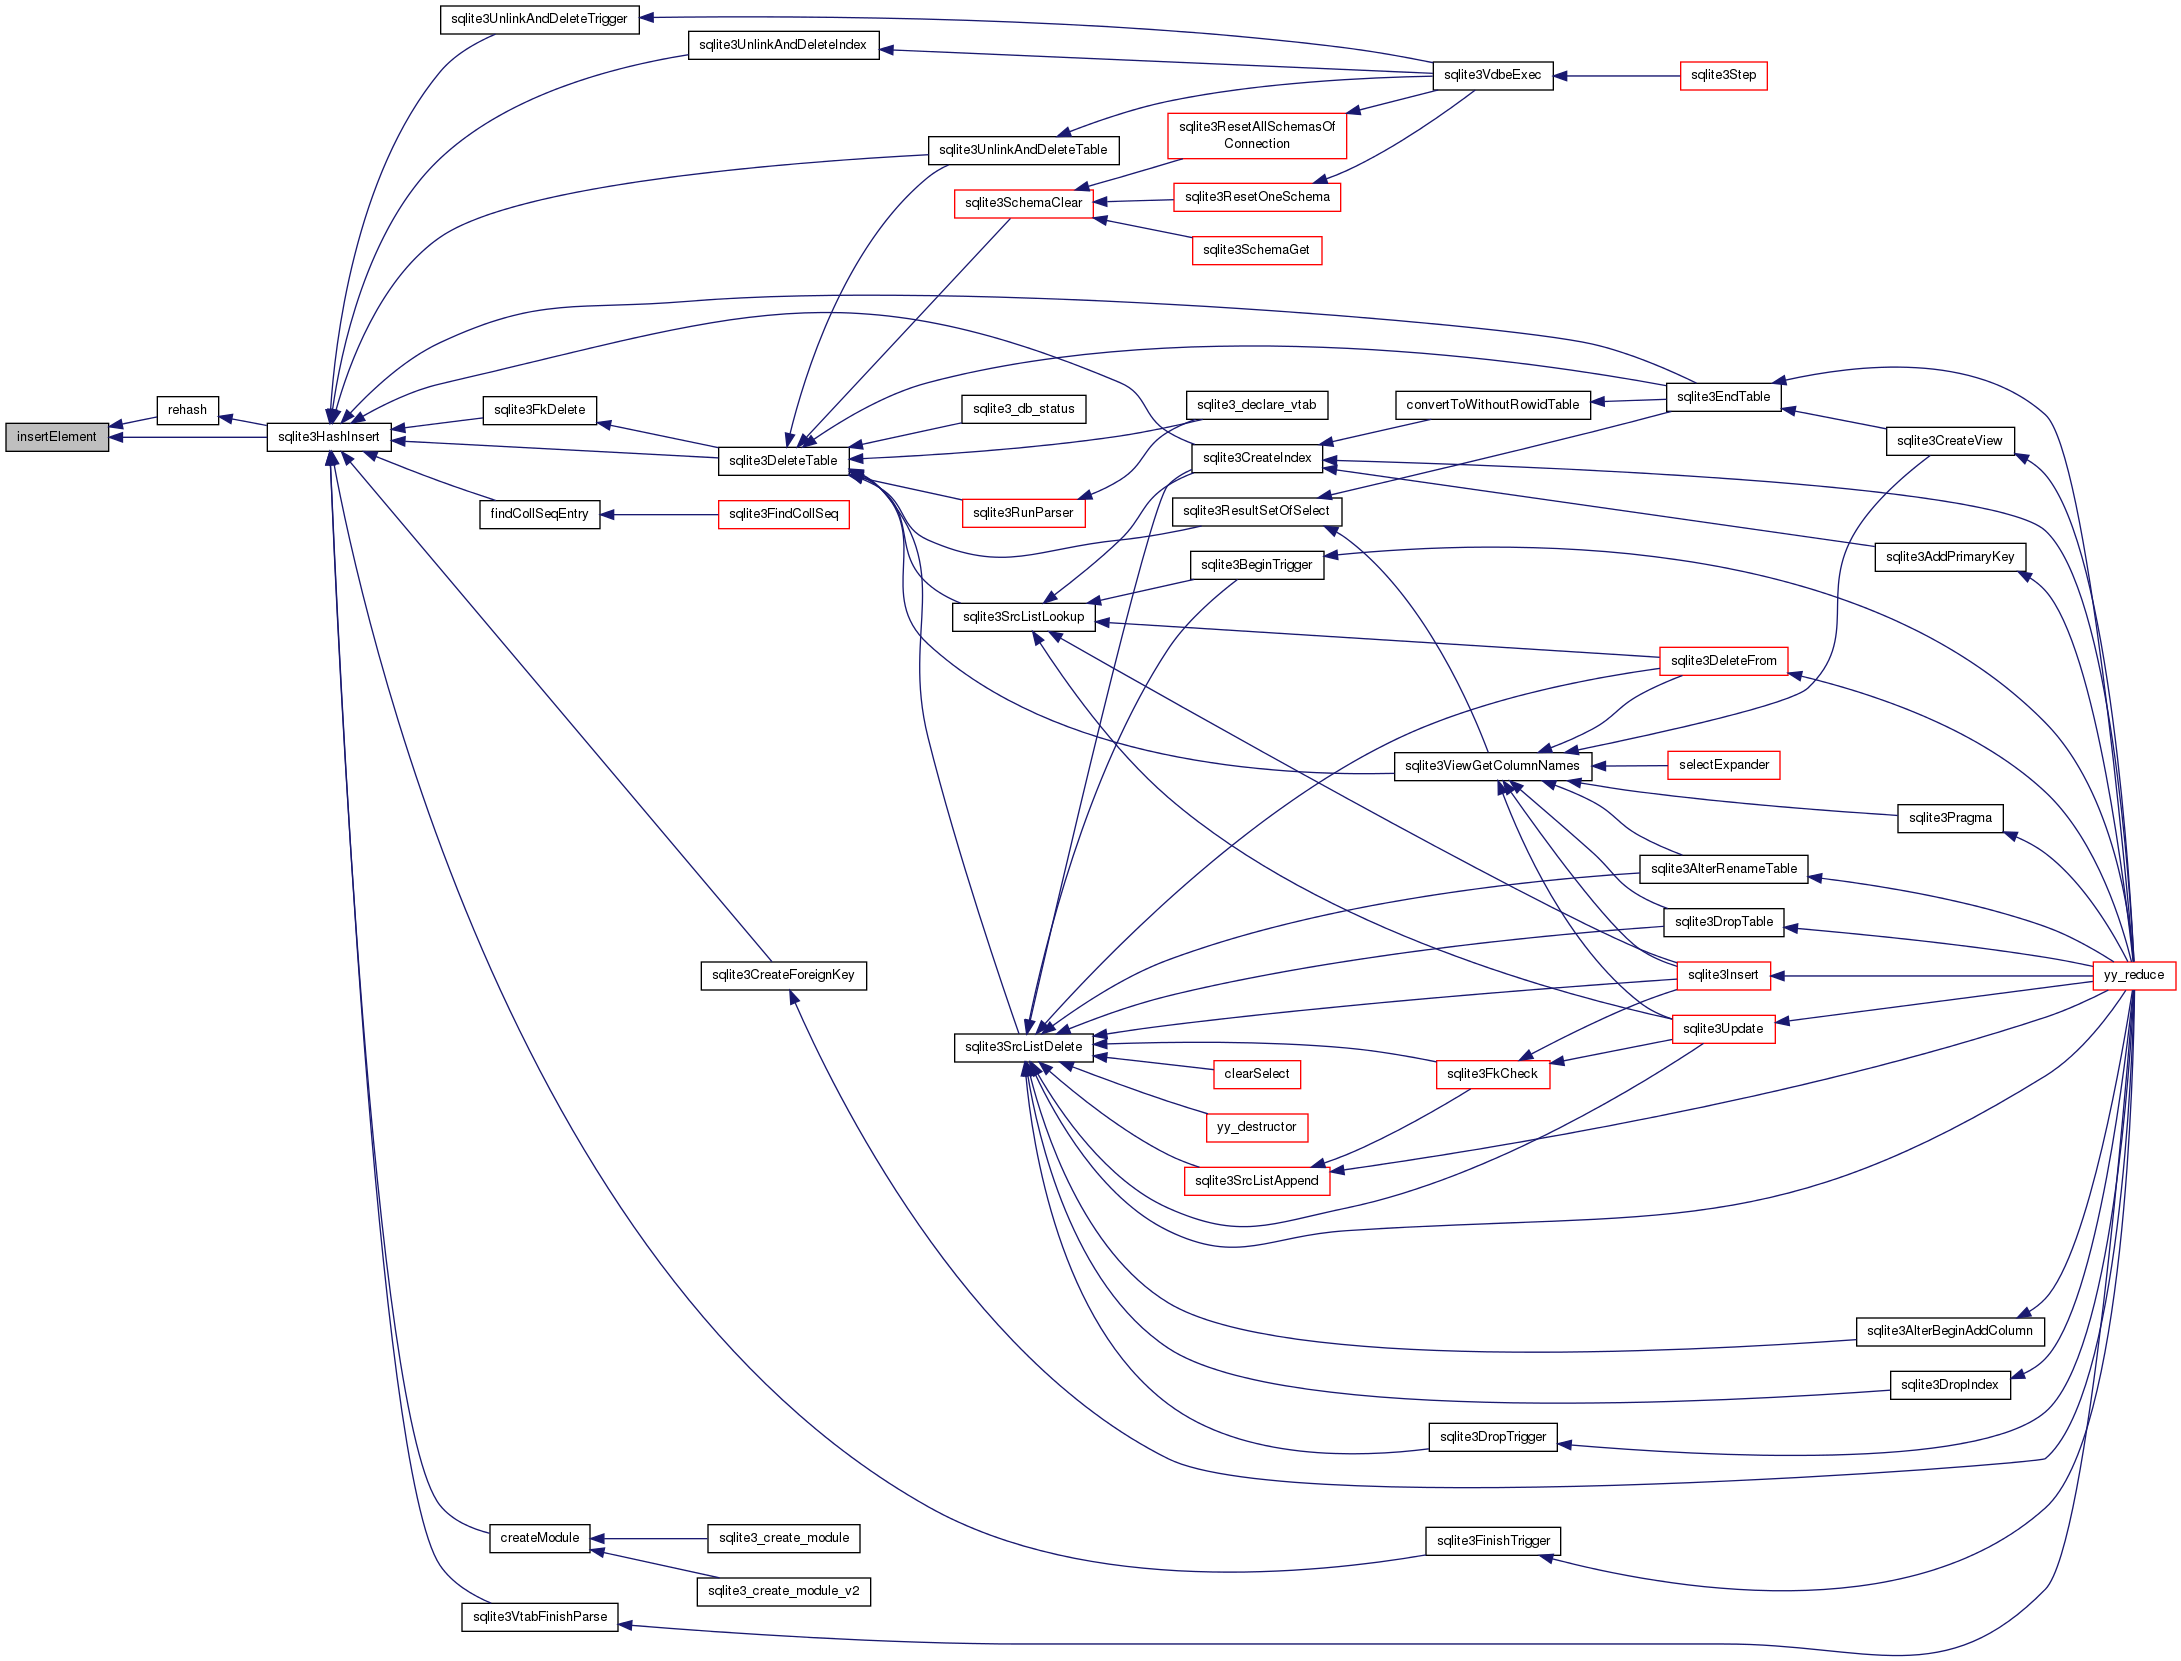 sqlite3UnlinkAndDeleteTrigger
sqlite3UnlinkAndDeleteIndex
sqlite3VdbeExec
sqlite3Step
sqlite3ResetAllSchemasOf
Connection
sqlite3UnlinkAndDeleteTable
sqlite3SchemaClear
sqlite3ResetOneSchema
sqlite3SchemaGet
insertElement
rehash
sqlite3HashInsert
sqlite3FkDelete
sqlite3DeleteTable
findCollSeqEntry
sqlite3FindCollSeq
sqlite3_db_status
sqlite3_declare_vtab
convertToWithoutRowidTable
sqlite3EndTable
sqlite3CreateView
sqlite3CreateIndex
sqlite3RunParser
sqlite3ResultSetOfSelect
sqlite3BeginTrigger
sqlite3AddPrimaryKey
sqlite3SrcListLookup
sqlite3DeleteFrom
sqlite3ViewGetColumnNames
selectExpander
sqlite3Pragma
sqlite3AlterRenameTable
sqlite3DropTable
sqlite3CreateForeignKey
sqlite3Insert
yy_reduce
sqlite3Update
sqlite3SrcListDelete
clearSelect
sqlite3FkCheck
yy_destructor
sqlite3SrcListAppend
sqlite3AlterBeginAddColumn
sqlite3DropIndex
sqlite3DropTrigger
createModule
sqlite3_create_module
sqlite3FinishTrigger
sqlite3_create_module_v2
sqlite3VtabFinishParse